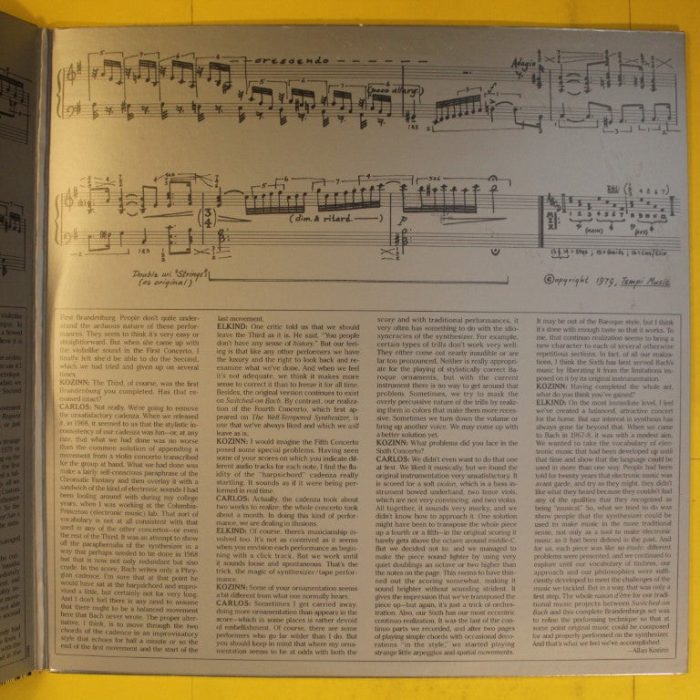 crescendo
(poco allarg.)
Adagio
(dim. & ritard.)
Double w/ "Strings"
(as original)
©opyright 1979, Tempi Music
First Brandenburg. People don't quite under-
stand the arduous nature of these perfor-
mances. They seem to think it's very easy or
straightforward. But when she came up with
the visible sound in the First Concerto, I
finally felt she'd be able to do the Second,
which we had tried and given up on several
times.
KOZINN: The Third, of course, was the first
Brandenburg you completed. Has that re-
mained intact?
CARLOS: Not really. We're going to remove
the unsatisfactory cadenza. When we released
it, in 1968, it seemed to us that the stylistic in-
consistency of our cadenza was fun—or at any
rate, that what we had done was no worse
than the common solution of appending a
movement from a violin concerto transcribed
for the group at hand. What we had done was
make a fairly self-conscious paraphrase of the
Chromatic Fantasy and then overlay it with a
sandwich of the kind of electronic sounds I had
been fooling around with during my college
years, when I was working at the Columbia-
Princeton (electronic music) lab. That sort of
vocabulary is not at all consistent with that
used in any of the other concertos—or even
the rest of the Third. It was an attempt to show
off the paraphernalia of the synthesizer in a
way that perhaps needed to be done in 1968
but that is now not only redundant but also
crude. In the score, Bach writes only a Phry-
gian cadence. I'm sure that at that point he
would have sat at the harpsichord and impro-
vised a little, but certainly not for very long.
And I don't feel there is any need to assume
that there ought to be a balanced movement here
that Bach never wrote. The proper alter-
native, I think, is to move through the two
chords of the cadence in an improvisatory
style that echoes for half a minute or so the
end of the first movement and the start of the
last movement.
ELKIND: One critic told us that we should
leave the Third as it is. He said, "You people
don't have any sense of history." But our feel-
ing is that like any other performers we have
the luxury and the right to look back and re-
examine what we've done. And when we feel
it's not adequate, we think it makes more
sense to correct it than to freeze it for all time.
Besides, the original version continues to exist
on Switched-on Bach. By contrast, our realiza-
tion of the Fourth Concerto, which first ap-
peared on The Well-Tempered Synthesizer, is
one that we've always liked and which we will
leave as is.
KOZINN: I would imagine the Fifth Concerto
posed some special problems. Having seen
some of your scores on which you indicate dif-
ferent audio tracks for each note, I find the flu-
idity of the "harpsichord" cadenza really
startling. It sounds as if it were being per-
formed in real time.
CARLOS: Actually, the cadenza took about
two weeks to realize; the whole concerto took
about a month. In doing this kind of perfor-
mance, we are dealing in illusions.
ELKIND: Of course, there's musicianship in-
volved too. It's not as contrived as it seems
when you envision each performance as begin-
ning with a click track. But we work until
it sounds loose and spontaneous. That's the
trick, the magic of synthesizer/tape perfor-
mance.
KOZINN: Some of your ornamentation seems
a bit different from what one normally hears.
CARLOS: Sometimes I get carried away,
doing more ornamentation than appears in the
score—which in some places is rather devoid
of embellishment. Of course, there are some
performers who go far wider than I do. But
you should keep in mind that where my orna-
mentation seems to be at odds with both the
score and with traditional performances, it
very often has something to do with the idio-
syncracies of the synthesizer. For example,
certain types of trills don't work very well.
They either come out nearly inaudible or are
far too pronounced. Neither is really appropri-
ate for the playing of stylistically correct Ba-
roque ornaments, but with the current
instrument there is no way to get around that
problem. Sometimes, we try to mask the
overly percussive nature of the trills by realiz-
ing them in colors that make them more recess-
ive. Sometimes we turn down the volume or
bring up another voice. We may come up with
a better solution yet.
KOZINN: What problems did you face in the
Sixth Concerto?
CARLOS: We didn't even want to do that one
at first. We liked it musically, but we found the
original instrumentation very unsatisfactory. It
is scored for a soft choir, which is a bass in-
strument bowed underhand, two linear viols,
which are not very convincing, and two violas.
All together, it sounds very murky, and we
didn't know how to approach it. One solution
might have been to transpose the whole piece
up a fourth or a fifth—in the original scoring it
barely gets above the octave around middle-C.
But we decided not to, and we managed to
make the piece sound lighter by using very
quiet doublings an octave or two higher than
the notes on the page. This seems to have thin-
ned out the scoring somewhat, making it
sound brighter without sounding strident. It
gives the impression that we've transposed the
piece up—but again, it's just a trick of orchest-
ration. Also, our Sixth has our most eccentric
continuo realization. It was the last of the con-
tinuo parts we recorded, and after two pages
of playing simple chords with occasional deco-
rations "in the style," we started playing
strange little arpeggios and spatial movements.
It may be out of the Baroque style, but I think
it's done with enough taste so that it works. To
me, that continuo realization seems to bring a
new character to each of several otherwise
repetitious sections. In fact, of all our realiza-
tions, I think the Sixth has best served Bach's
music by liberating it from the limitations im-
posed on it by its original instrumentation.
KOZINN: Having completed the whole set,
what do you think you've gained?
ELKIND: On the most immediate level, I feel
we've created a balanced, attractive concert
for the home. But our interest in synthesis has
always gone far beyond that. When we came
to Bach in 1967-8, it was with a modest aim.
We wanted to take the vocabulary of elec-
tronic music that had been developed up until
that time and show that the language could be
used in more than one way. People had been
told for twenty years that electronic music was
avant garde, and try as they might, they didn't
like what they heard because they couldn't find
any of the qualities that they recognized as
being "musical." So, what we tried to do was
show people that the synthesizer could be
used to make music in the more traditional
sense, not only as a tool to make electronic
music as it had been defined in the past. And
for us, each piece was like no music: different
problems were presented, and we continued to
explore until our vocabulary of timbres, our
approach and our philosophies were suffi-
ciently developed to meet the challenges of the
music we tackled. But in a way that was only a
first step. The whole raison d'être for our tradi-
tional music projects between Switched-on
Bach and this complete Brandenburg set was
to refine the performing technique so that at
some point original music could be composed
for and properly performed on the synthesizer.
And that's what we feel we've accomplished.
—Allan Kozinn